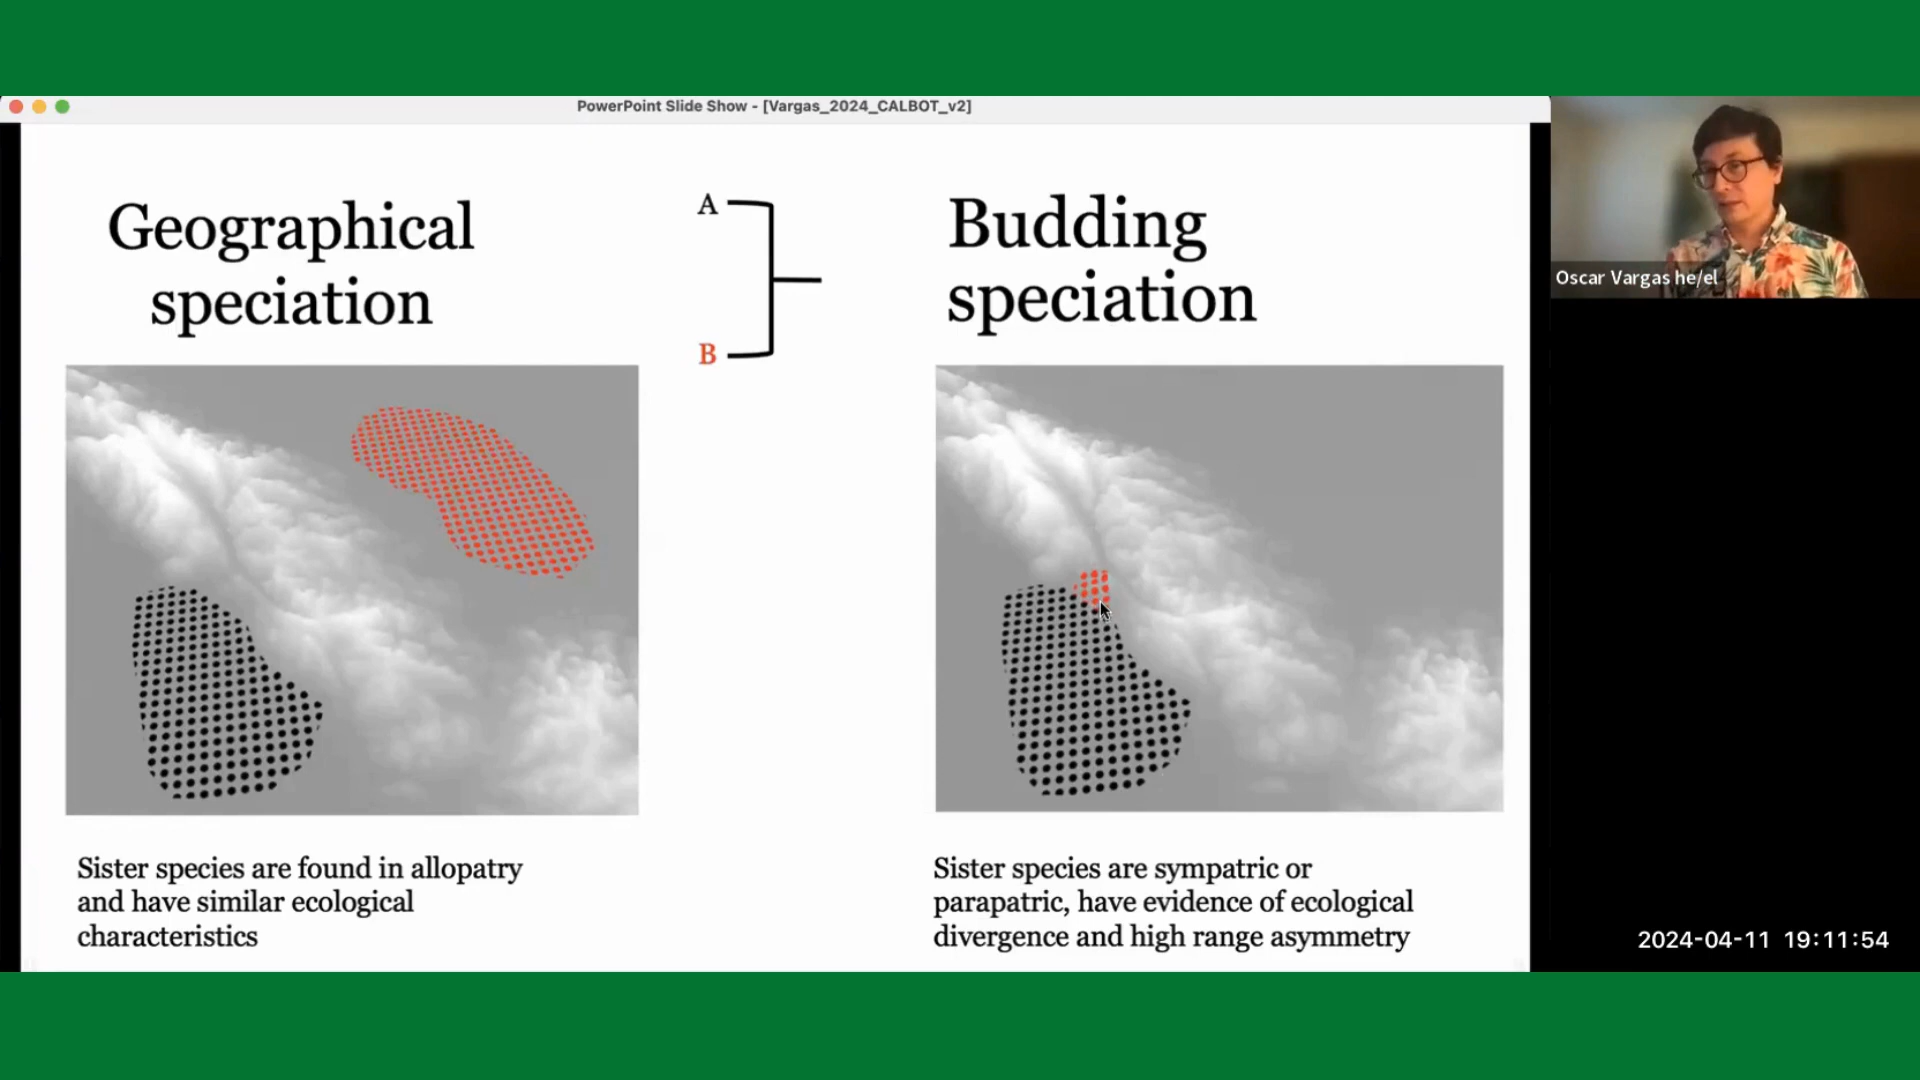 PowerPoint Slide Show - [Vargas_2024_CALBOT_v2]
Geographical
speciation
A
B
Budding
speciation
Sister species are found in allopatry
and have similar ecological
characteristics
Sister species are sympatric or
parapatric, have evidence of ecological
divergence and high range asymmetry
Oscar Vargas he/el
2024-04-11 19:11:54